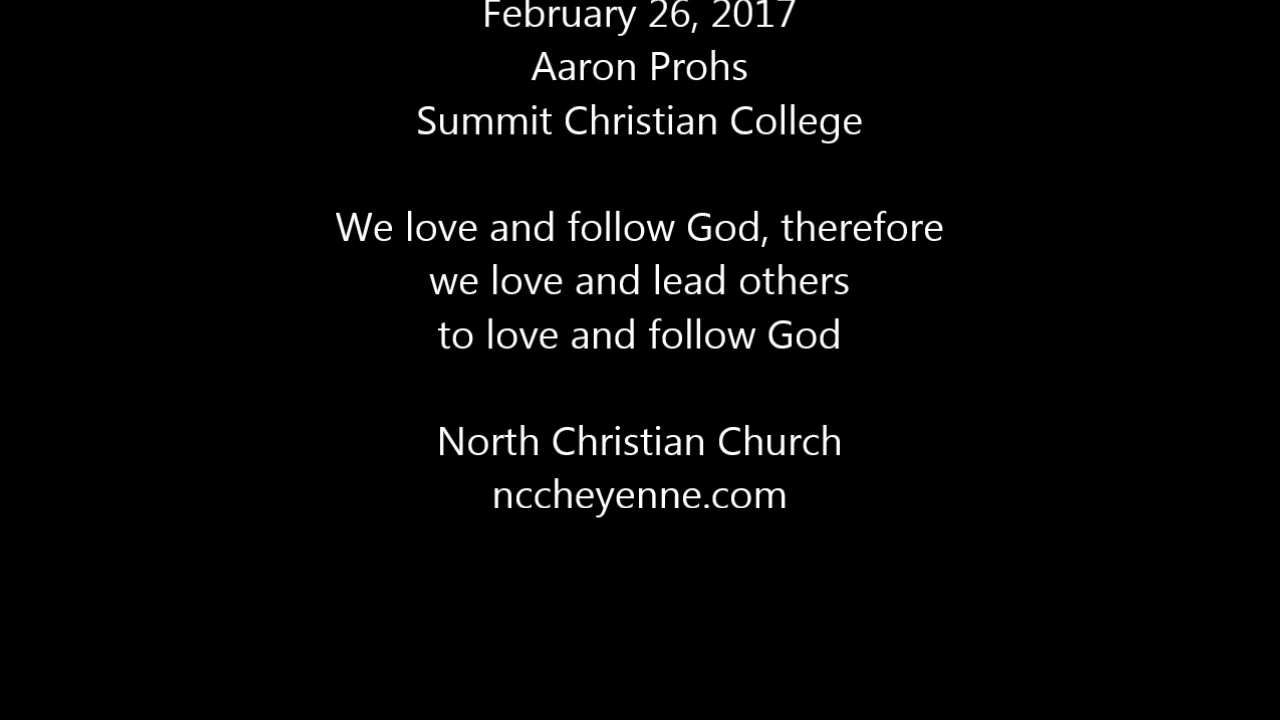 February 26, 2017
Aaron Prohs
Summit Christian College
We love and follow God, therefore
we love and lead others
to love and follow God
North Christian Church
nccheyenne.com